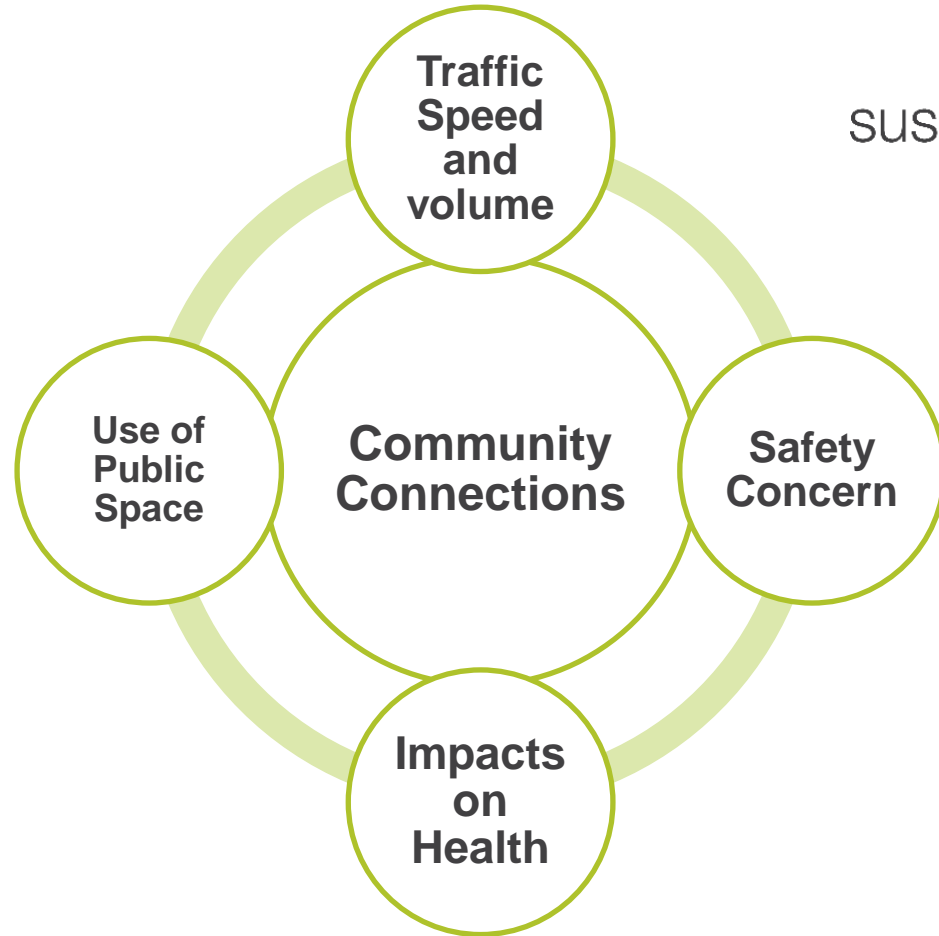 Traffic
Speed
and
volume
sus
Use of
Public
Space
Community
Connections
Safety
Concern
Impacts
on
Health